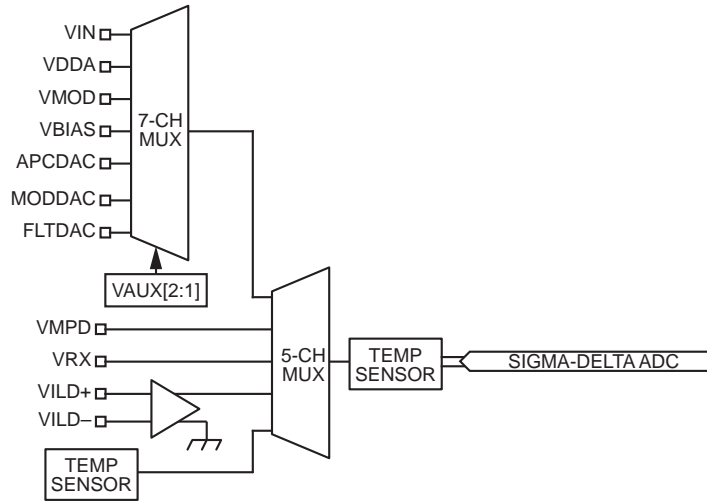 VIN
VDDA
VMOD
VBIAS
APCDAC
MODDAC
FLTDAC
7-CH
MUX
VAUX[2:1]
VMPD
VRX
VILD+
VILD–
TEMP
SENSOR
5-CH
MUX
TEMP
SENSOR
SIGMA-DELTA ADC